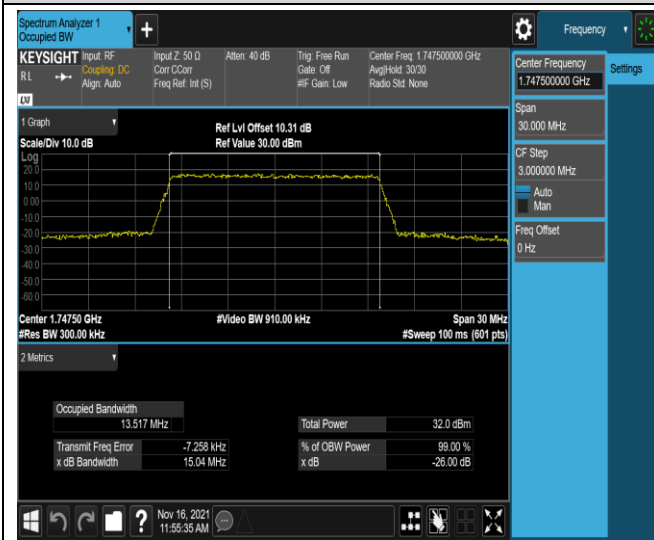 Spectrum Analyzer 1
Occupied BW
+
Frequency
KEYSIGHT
RL
LXI
Input: RF
Coupling: DC
Align: Auto
Input Z: 50 Ω
Corr CCorr
Freq Ref: Int (S)
Atten: 40 dB
Trig: Free Run
Gate: Off
#IF Gain: Low
Center Freq: 1.747500000 GHz
Avg|Hold: 30/30
Radio Std: None
Center Frequency
1.747500000 GHz
Settings
Span
30.000 MHz
CF Step
3.000000 MHz
Auto
Man
Freq Offset
0 Hz
1 Graph
Scale/Div 10.0 dB
Ref Lvl Offset 10.31 dB
Ref Value 30.00 dBm
Log
20.0
10.0
0.00
-10.0
-20.0
-30.0
-40.0
-50.0
-60.0
Center 1.74750 GHz
#Res BW 300.00 kHz
#Video BW 910.00 kHz
Span 30 MHz
#Sweep 100 ms (601 pts)
2 Metrics
Occupied Bandwidth
13.517 MHz
Total Power 32.0 dBm
Transmit Freq Error -7.258 kHz
% of OBW Power 99.00 %
x dB Bandwidth 15.04 MHz
x dB -26.00 dB
?
Nov 16, 2021
11:55:35 AM